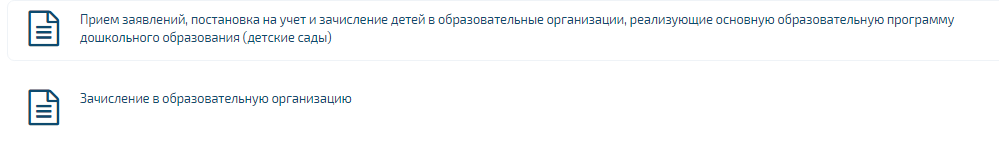 Прием заявлений, постановка на учет и зачисление детей в образовательные организации, реализующие основную образовательную программу
дошкольного образования (детские сады)
Зачисление в образовательную организацию